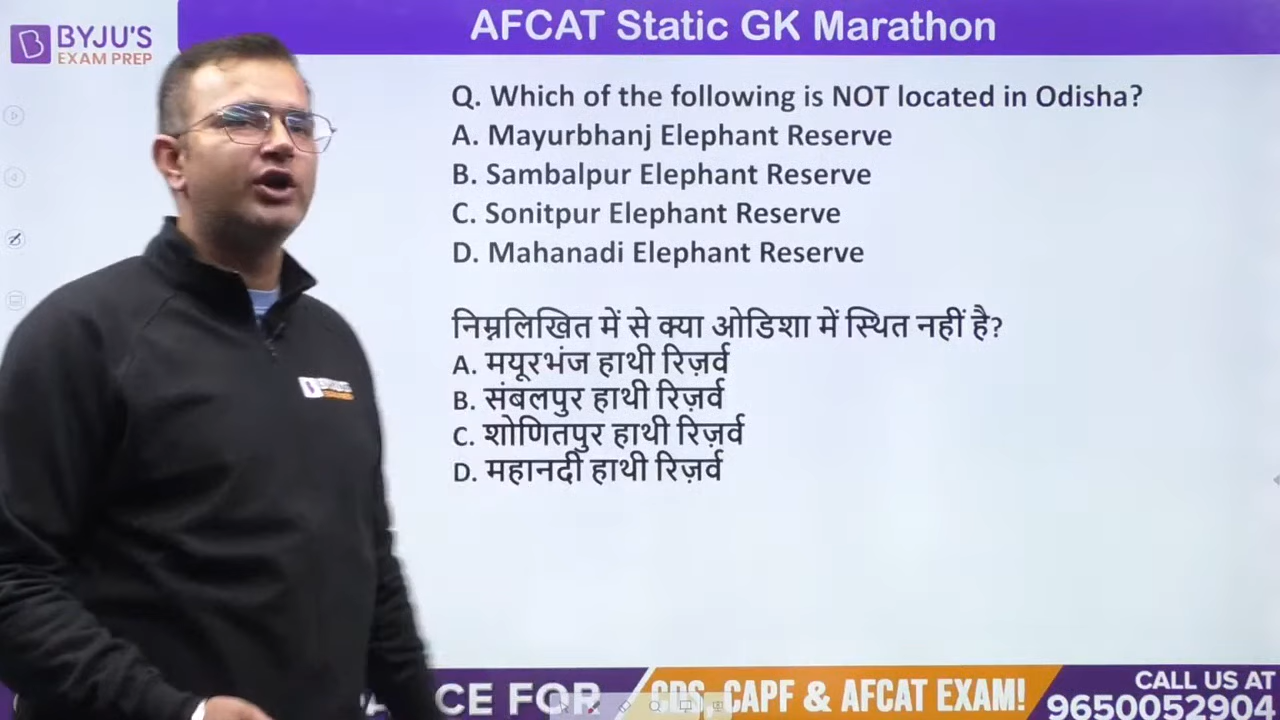 BYJU'S
EXAM PREP
AFCAT Static GK Marathon
Q. Which of the following is NOT located in Odisha?
A. Mayurbhanj Elephant Reserve
B. Sambalpur Elephant Reserve
C. Sonitpur Elephant Reserve
D. Mahanadi Elephant Reserve
निम्नलिखित में से क्या ओडिशा में स्थित नहीं है?
A. मयूरभंज हाथी रिज़र्व
B. संबलपुर हाथी रिज़र्व
C. शोणितपुर हाथी रिज़र्व
D. महानदी हाथी रिज़र्व
CE FOR
CDS, CAPF & AFCAT EXAM!
CALL US AT
9650052904